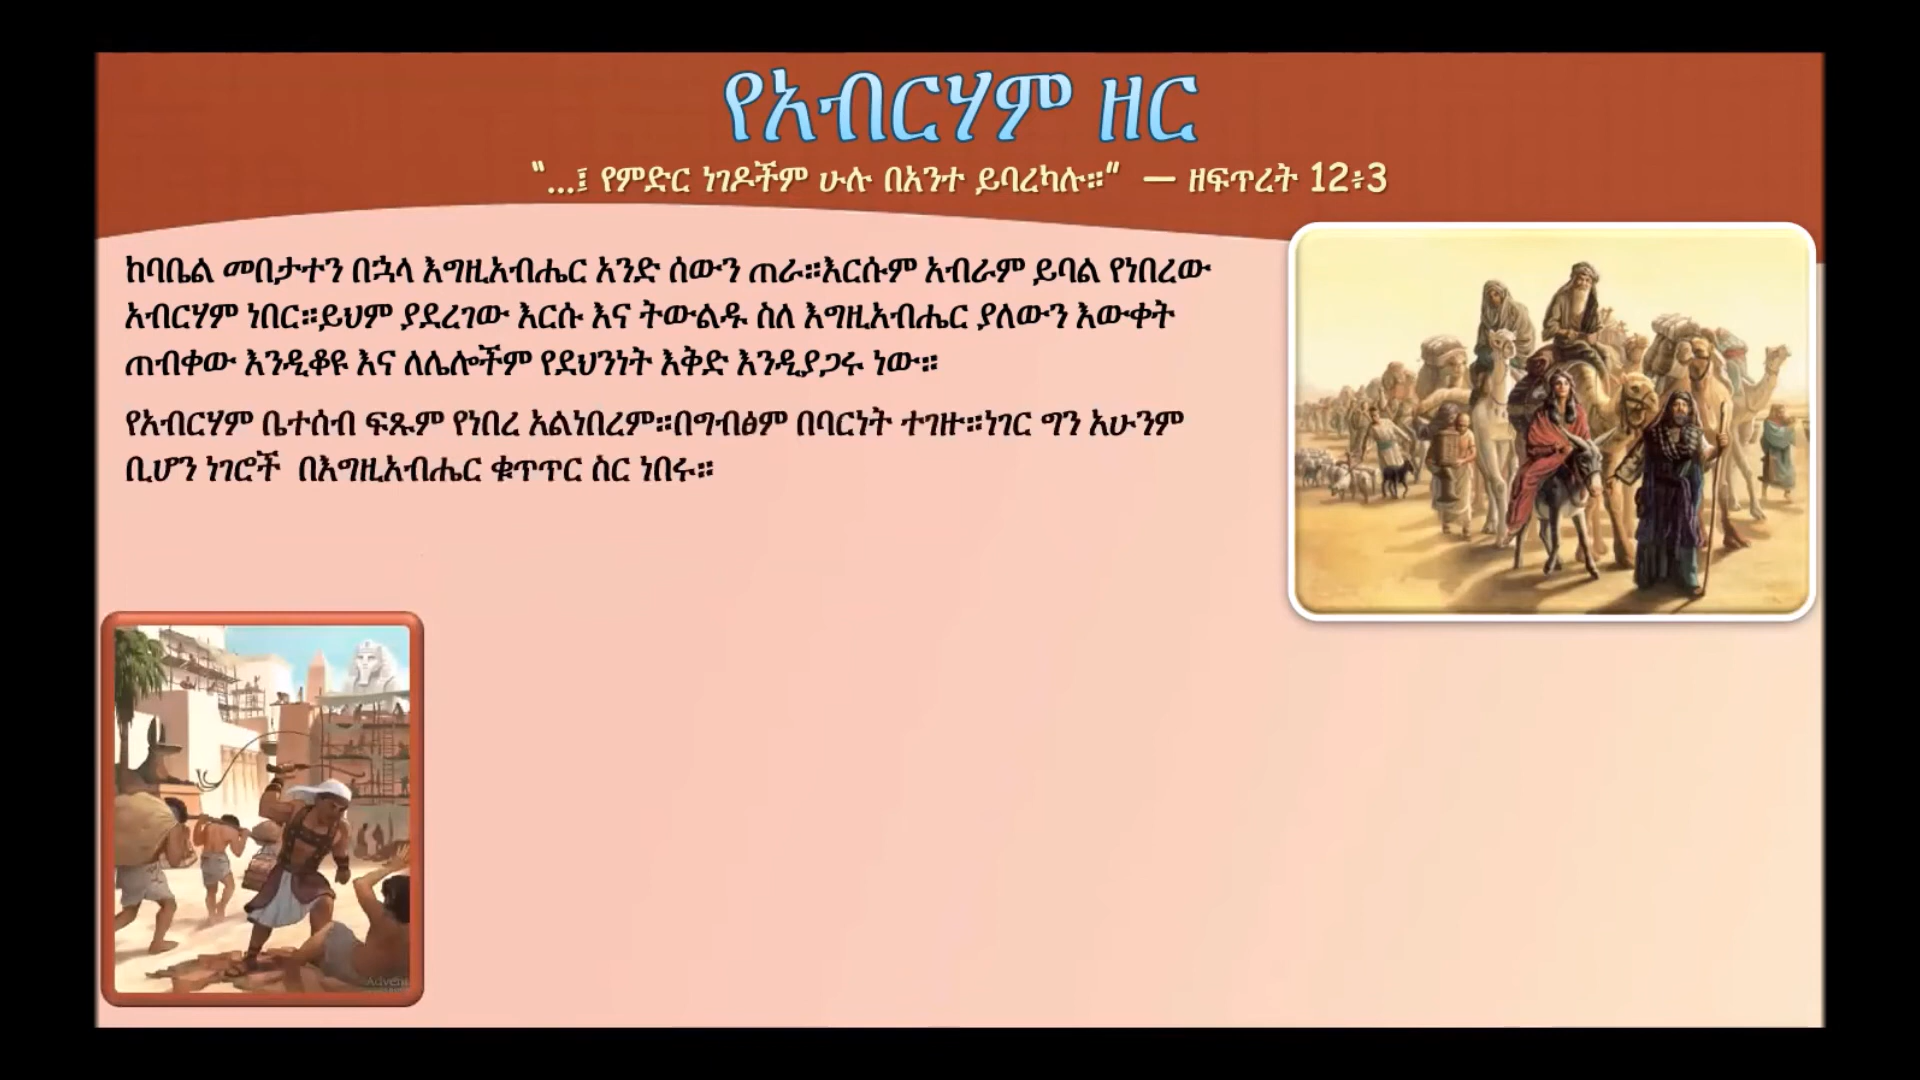 የአብርሃም ዘር
“...፤ የምድር ነገዶችም ሁሉ በአንተ ይባረካሉ።” — ዘፍጥረት 12፥3
ከባቤል መበታተን በኋላ እግዚአብሔር አንድ ሰውን ጠራ።እርሱም አብራም ይባል የነበረው
አብርሃም ነበር።ይህም ያደረገው እርሱ እና ትውልዱ ስለ እግዚአብሔር ያለውን እውቀት
ጠብቀው እንዲቆዩ እና ለሌሎችም የደህንነት እቅድ እንዲያጋሩ ነው።
የአብርሃም ቤተሰብ ፍጹም የነበረ አልነበረም።በግብፅም በባርነት ተገዙ።ነገር ግን አሁንም
ቢሆን ነገሮች በእግዚአብሔር ቁጥጥር ስር ነበሩ።